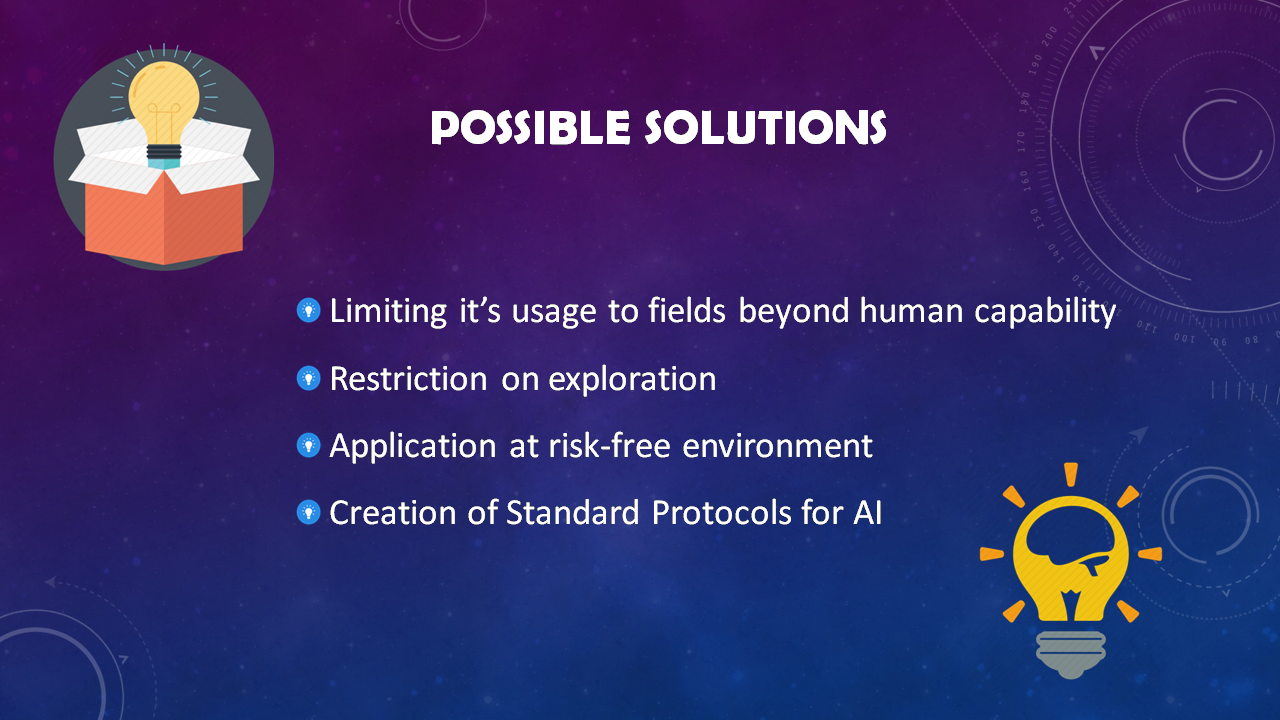 POSSIBLE SOLUTIONS
Limiting it’s usage to fields beyond human capability
Restriction on exploration
Application at risk-free environment
Creation of Standard Protocols for AI